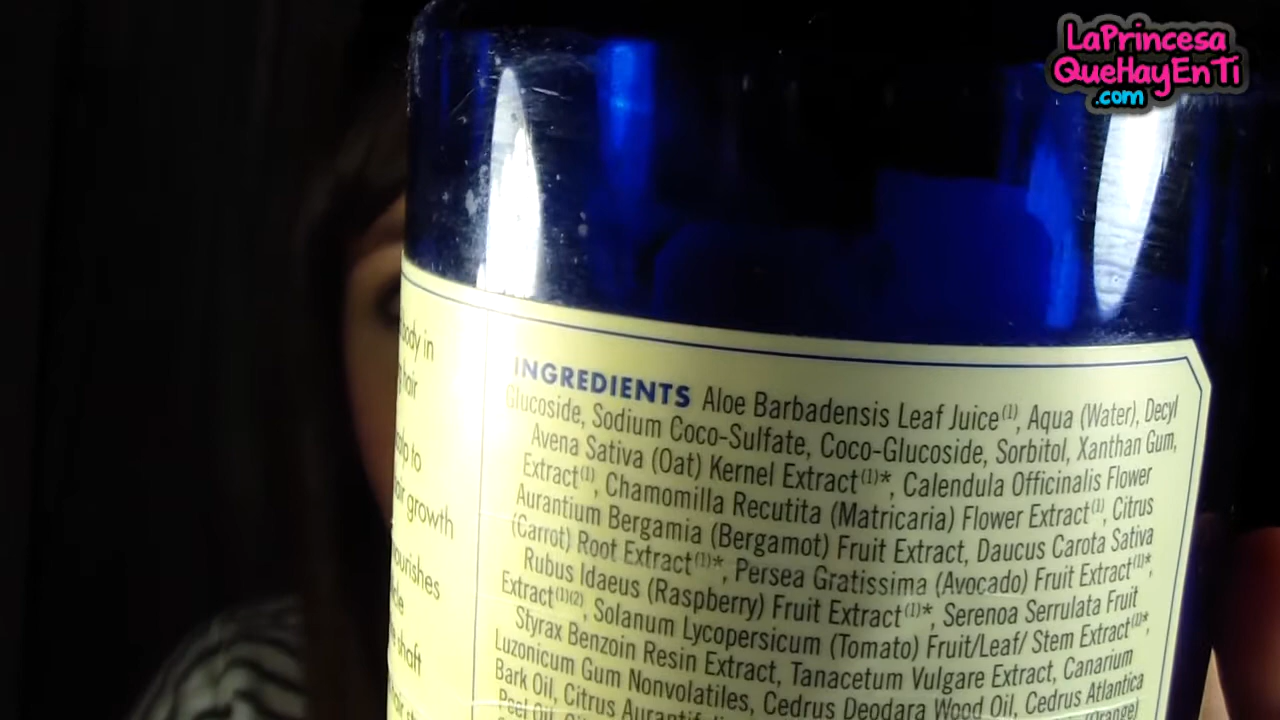 LaPrincesa
QueHayEnTi
.com
body in
hair
to
growth
nourishes
shaft
INGREDIENTS Aloe Barbadensis Leaf Juice(1), Aqua (Water), Decyl
Glucoside, Sodium Coco-Sulfate, Coco-Glucoside, Sorbitol, Xanthan Gum,
Avena Sativa (Oat) Kernel Extract(1)*, Calendula Officinalis Flower
Extract(1), Chamomilla Recutita (Matricaria) Flower Extract(1), Citrus
Aurantium Bergamia (Bergamot) Fruit Extract, Daucus Carota Sativa
(Carrot) Root Extract(1)*, Persea Gratissima (Avocado) Fruit Extract(1)*,
Rubus Idaeus (Raspberry) Fruit Extract(1)*, Serenoa Serrulata Fruit
Extract(1)(2), Solanum Lycopersicum (Tomato) Fruit/Leaf/ Stem Extract(1)*,
Styrax Benzoin Resin Extract, Tanacetum Vulgare Extract, Canarium
Luzonicum Gum Nonvolatiles, Cedrus Deodara Wood Oil, Cedrus Atlantica
Bark Oil, Citrus (Orange)
Peel Oil,